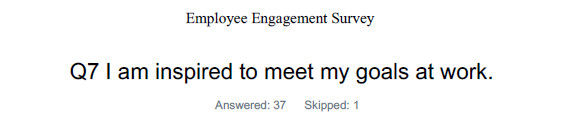 Employee Engagement Survey
Q7 I am inspired to meet my goals at work.
Answered: 37 Skipped: 1